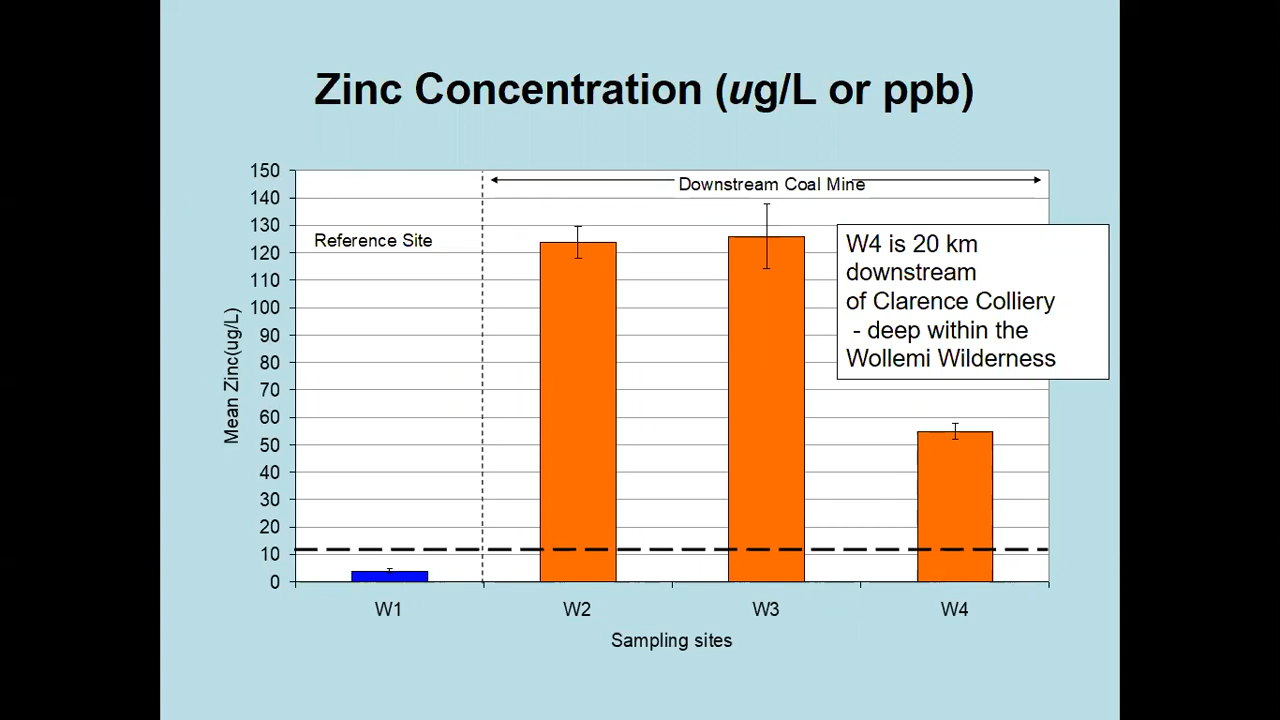 Zinc Concentration (ug/L or ppb)
150
140
130
120
110
100
90
80
70
60
50
40
30
20
10
0
Mean Zinc(ug/L)
Reference Site
Downstream Coal Mine
W4 is 20 km
downstream
of Clarence Colliery
- deep within the
Wollemi Wilderness
W1 W2 W3 W4
Sampling sites